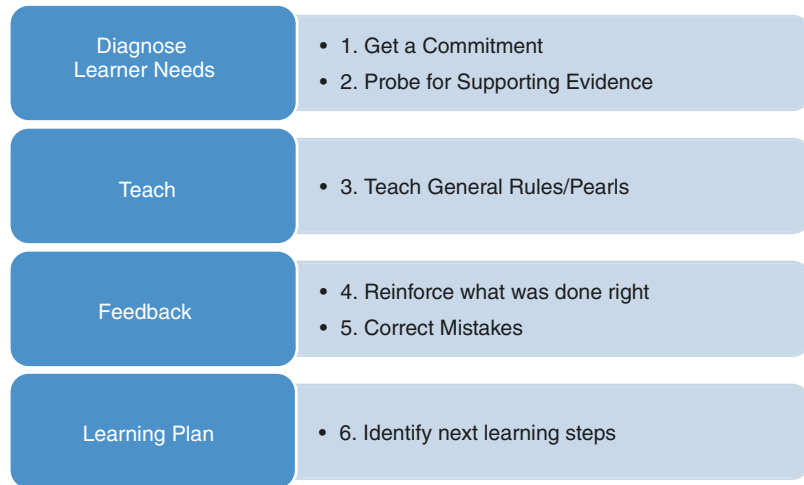 Diagnose
Learner Needs
• 1. Get a Commitment
• 2. Probe for Supporting Evidence
Teach
• 3. Teach General Rules/Pearls
Feedback
• 4. Reinforce what was done right
• 5. Correct Mistakes
Learning Plan
• 6. Identify next learning steps